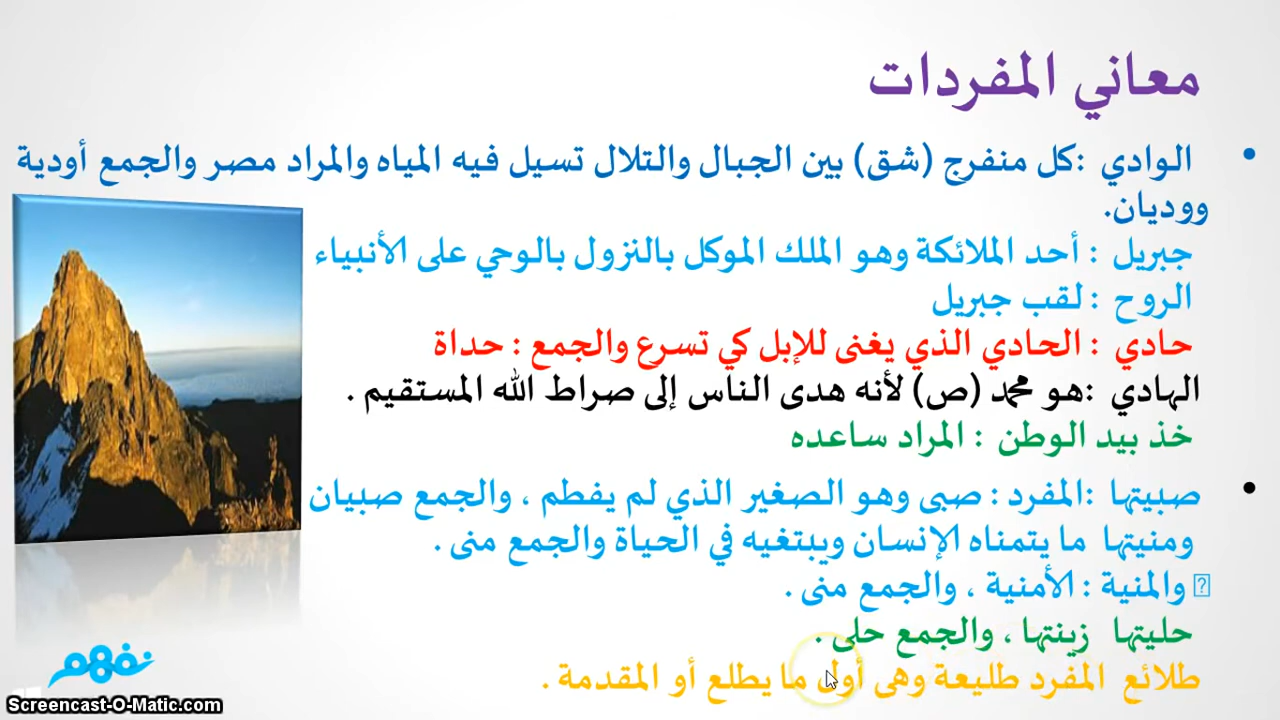 معاني المفردات
• الوادي :كل منفرج (شق) بين الجبال والتلال تسيل فيه المياه والمراد مصر والجمع أودية
ووديان.
جبريل : أحد الملائكة وهو الملك الموكل بالنزول بالوحي على الأنبياء
الروح : لقب جبريل
حادي : الحادي الذي يغنى للإبل كي تسرع والجمع : حداة
الهادي :هو محمد (ص) لأنه هدى الناس إلى صراط الله المستقيم .
خذ بيد الوطن : المراد ساعده
• صبيتها :المفرد : صبى وهو الصغير الذي لم يفطم ، والجمع صبيان
ومنيتها ما يتمناه الإنسان ويبتغيه في الحياة والجمع منى .
والمنية : الأمنية ، والجمع منى .
حليتها زينتها ، والجمع حلى .
طلائع المفرد طليعة وهى أول ما يطلع أو المقدمة .
نفهم
Screencast-O-Matic.com